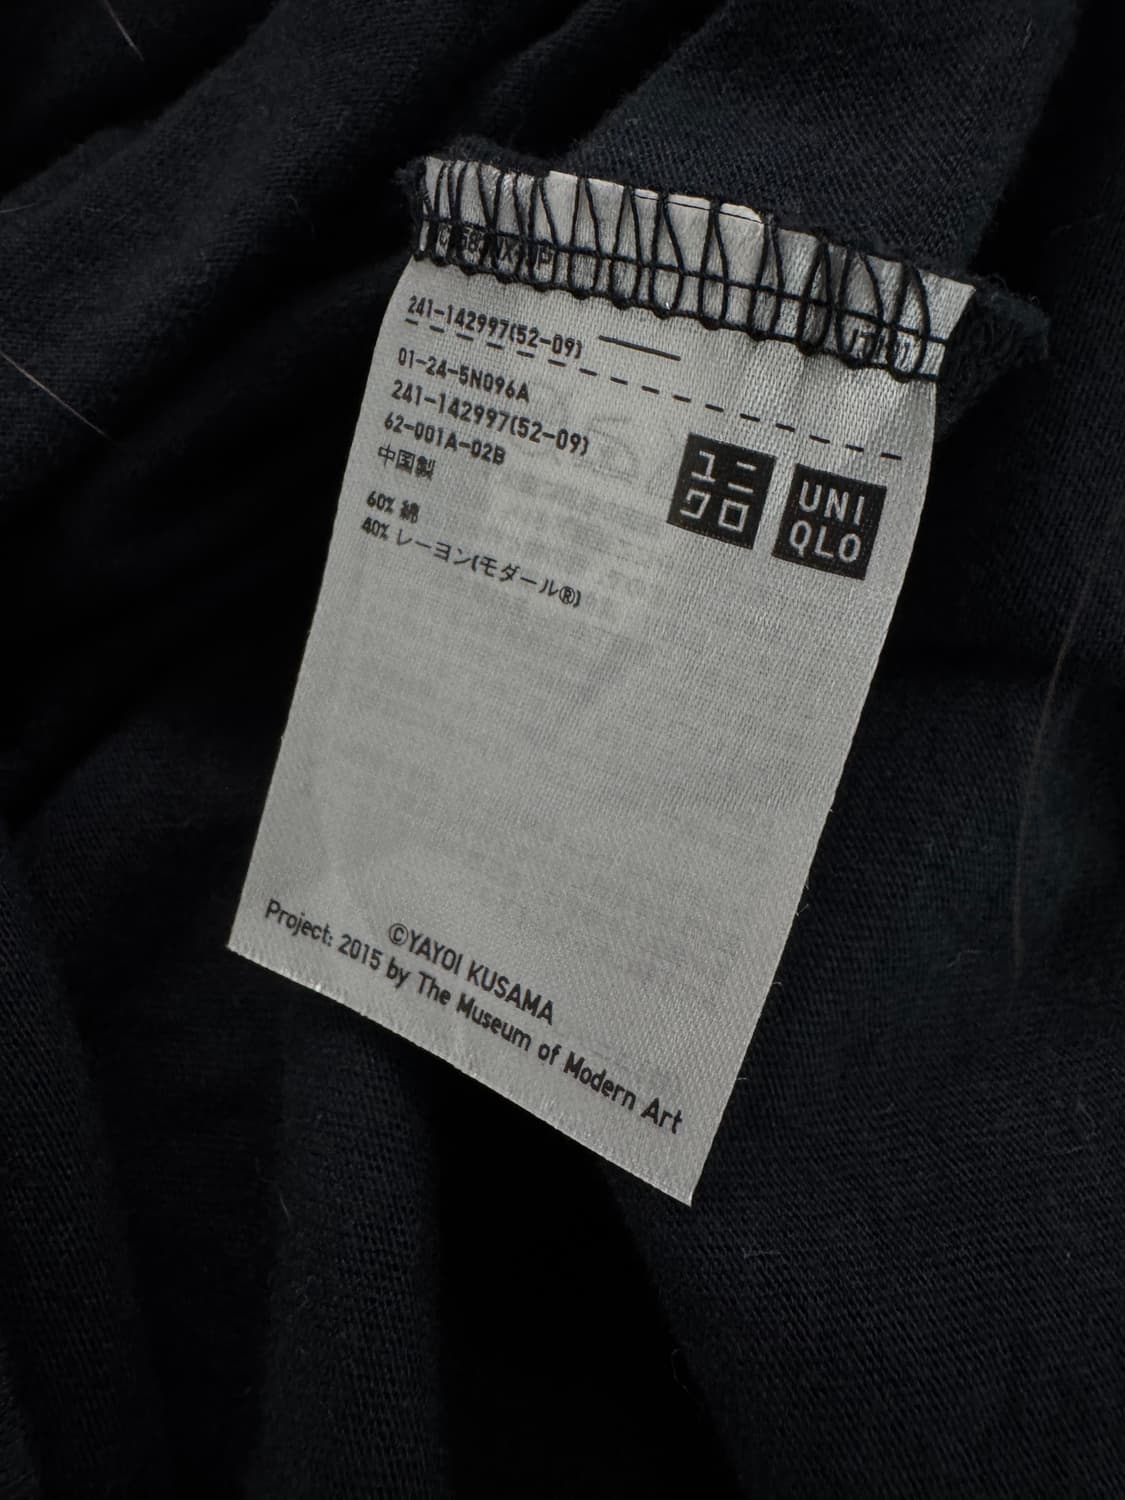 241-142997(52-09)
01-24-5N096A
241-142997(52-09)
62-001A-02B
中国製
60% 綿
40% レーヨン(モダール®)
ユニ
クロ
UNI
QLO
©YAYOI KUSAMA
Project: 2015 by The Museum of Modern Art